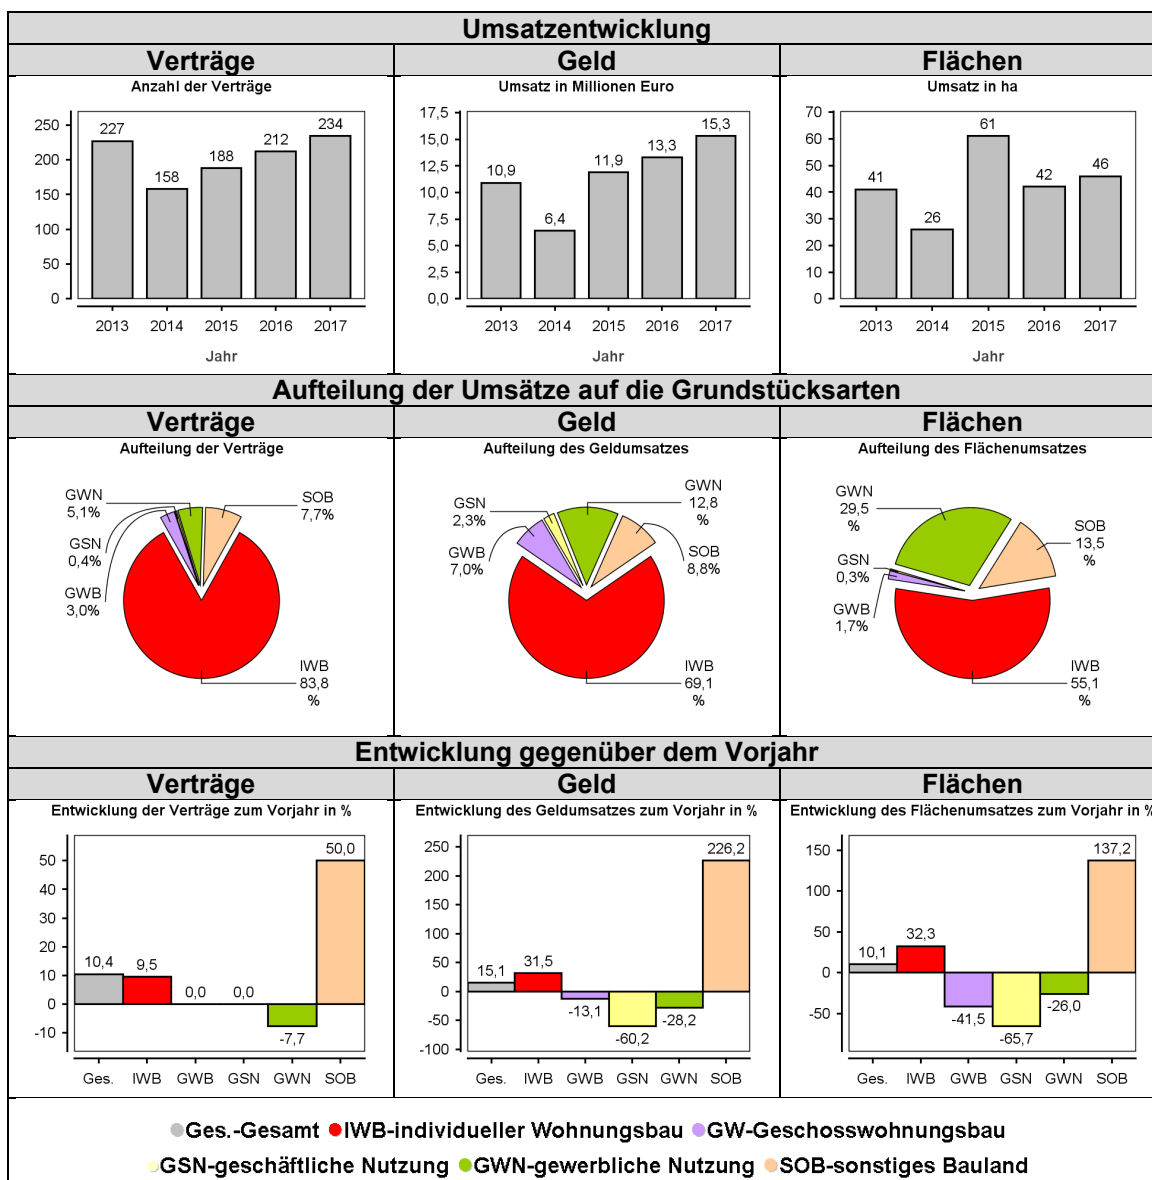 Umsatzentwicklung
Verträge
Geld
Flächen
Anzahl der Verträge
250
200
150
100
50
0
227
158
188
212
234
2013 2014 2015 2016 2017
Jahr
Umsatz in Millionen Euro
17,5
15,0
12,5
10,0
7,5
5,0
2,5
0,0
10,9
6,4
11,9
13,3
15,3
2013 2014 2015 2016 2017
Jahr
Umsatz in ha
70
60
50
40
30
20
10
0
41
26
61
42
46
2013 2014 2015 2016 2017
Jahr
Aufteilung der Umsätze auf die Grundstücksarten
Verträge
Geld
Flächen
Aufteilung der Verträge
GWN
5,1%
SOB
7,7%
GSN
0,4%
GWB
3,0%
IWB
83,8
%
Aufteilung des Geldumsatzes
GWN
12,8
%
GSN
2,3%
GWB
7,0%
SOB
8,8%
IWB
69,1
%
Aufteilung des Flächenumsatzes
GWN
29,5
%
SOB
13,5
%
GSN
0,3%
GWB
1,7%
IWB
55,1
%
Entwicklung gegenüber dem Vorjahr
Verträge
Geld
Flächen
Entwicklung der Verträge zum Vorjahr in %
50
40
30
20
10
0
-10
10,4
9,5
0,0
0,0
-7,7
50,0
Ges. IWB GWB GSN GWN SOB
Entwicklung des Geldumsatzes zum Vorjahr in %
250
200
150
100
50
0
-50
-100
15,1
31,5
-13,1
-60,2
-28,2
226,2
Ges. IWB GWB GSN GWN SOB
Entwicklung des Flächenumsatzes zum Vorjahr in %
150
100
50
0
-50
10,1
32,3
-41,5
-65,7
-26,0
137,2
Ges. IWB GWB GSN GWN SOB
Ges.-Gesamt IWB-individueller Wohnungsbau GW-Geschosswohnungsbau
GSN-geschäftliche Nutzung GWN-gewerbliche Nutzung SOB-sonstiges Bauland